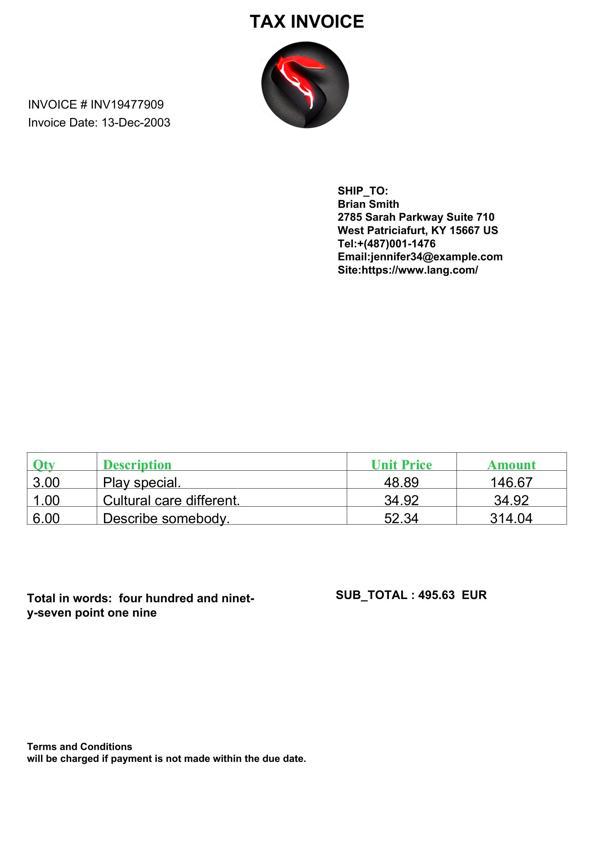 TAX INVOICE
INVOICE # INV19477909
Invoice Date: 13-Dec-2003
SHIP_TO:
Brian Smith
2785 Sarah Parkway Suite 710
West Patriciafurt, KY 15667 US
Tel:+(487)001-1476
Email:jennifer34@example.com
Site:https://www.lang.com/
Qty Description Unit Price Amount
3.00 Play special. 48.89 146.67
1.00 Cultural care different. 34.92 34.92
6.00 Describe somebody. 52.34 314.04
Total in words: four hundred and ninet-
y-seven point one nine
SUB_TOTAL : 495.63 EUR
Terms and Conditions
will be charged if payment is not made within the due date.